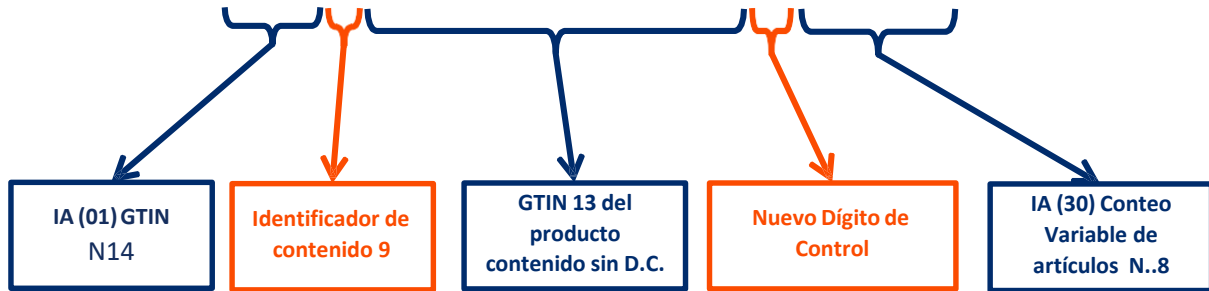 IA (01) GTIN
N14
Identificador de
contenido 9
GTIN 13 del
producto
contenido sin D.C.
Nuevo Dígito de
Control
IA (30) Conteo
Variable de
artículos N..8